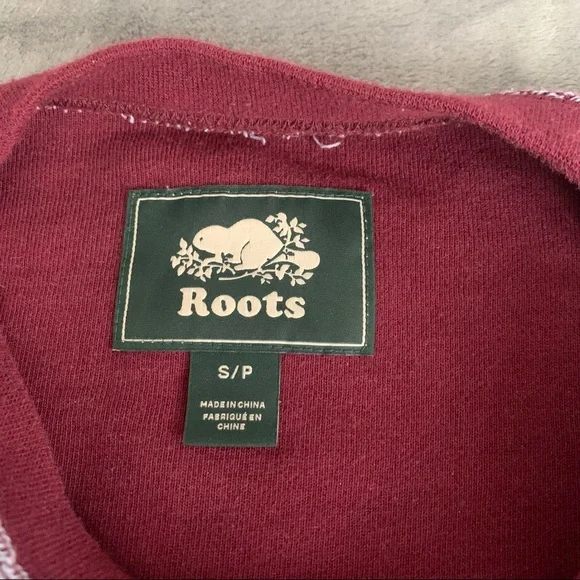 Roots
S/P
MADE IN CHINA
FABRIQUÉ EN
CHINE